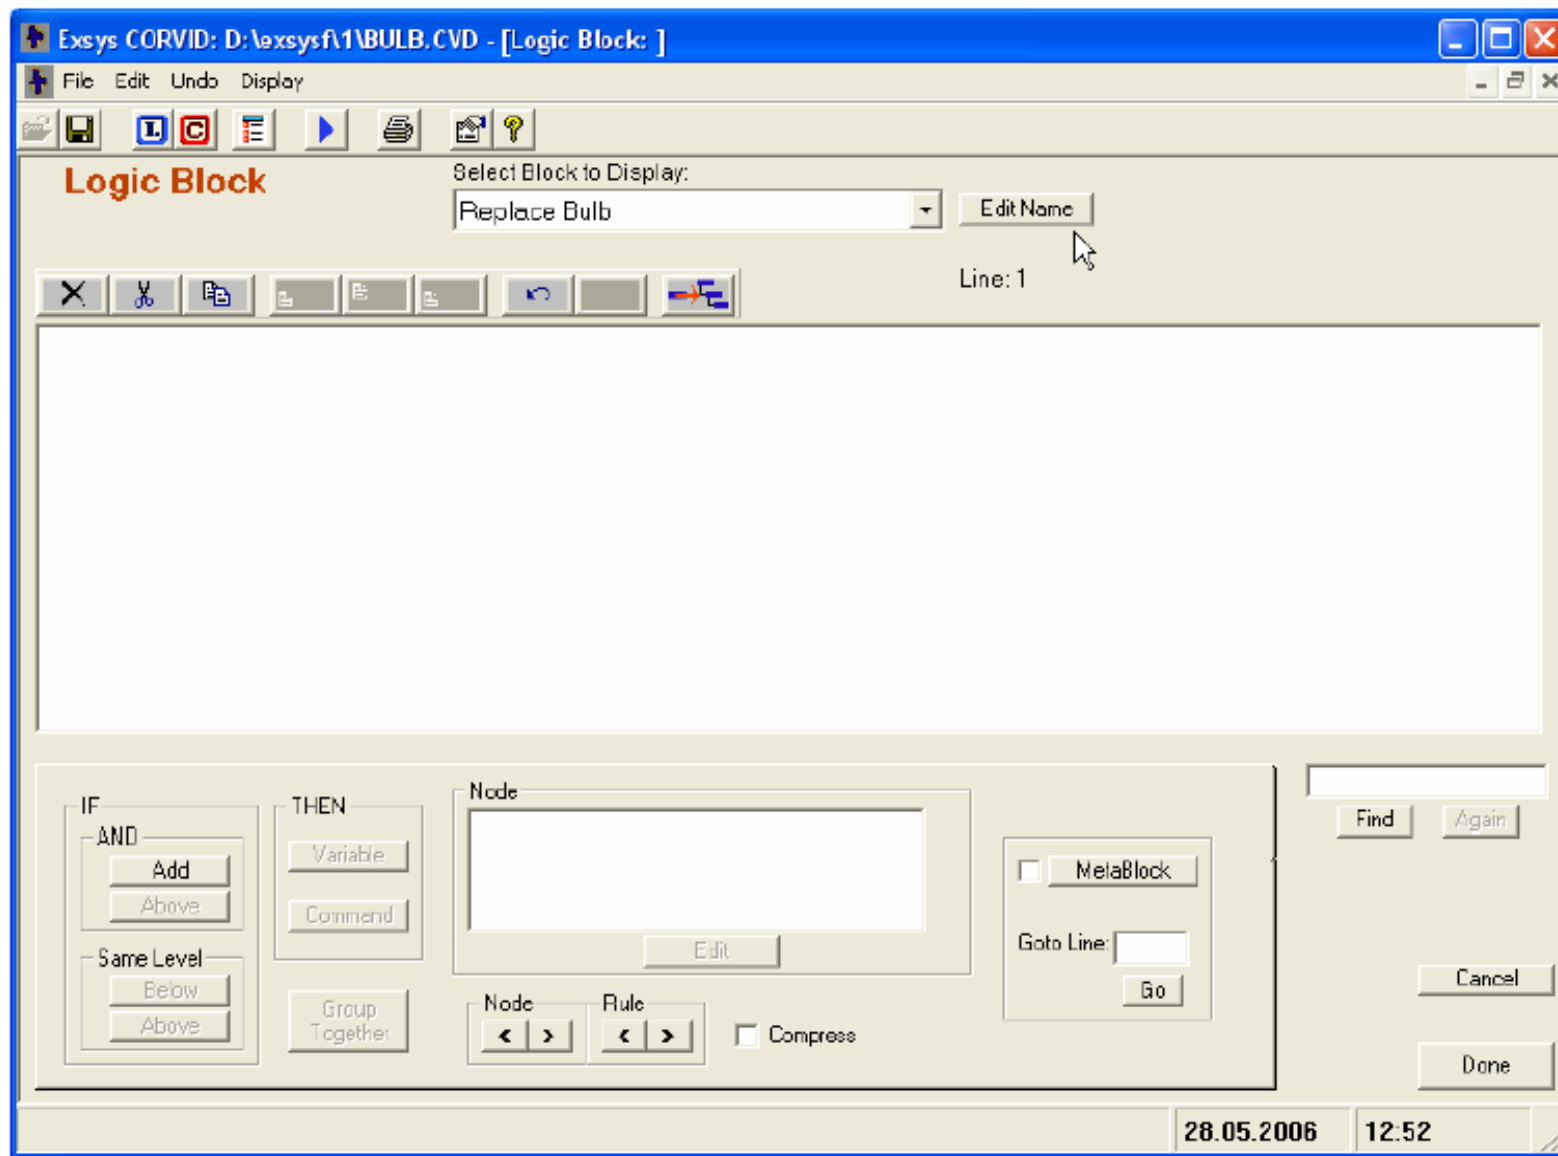 Exsys CORVID: D:\exsysf\1\BULB.CVD - [Logic Block: ]
File Edit Undo Display
L C ?
Logic Block
Select Block to Display:
Replace Bulb
Edit Name
Line: 1
IF
AND
Add
Above
Same Level
Below
Above
THEN
Variable
Command
Group
Together
Node
Edit
Node
< >
Rule
< >
Compress
MetaBlock
Goto Line:
Go
Find Again
Cancel
Done
28.05.2006 12:52